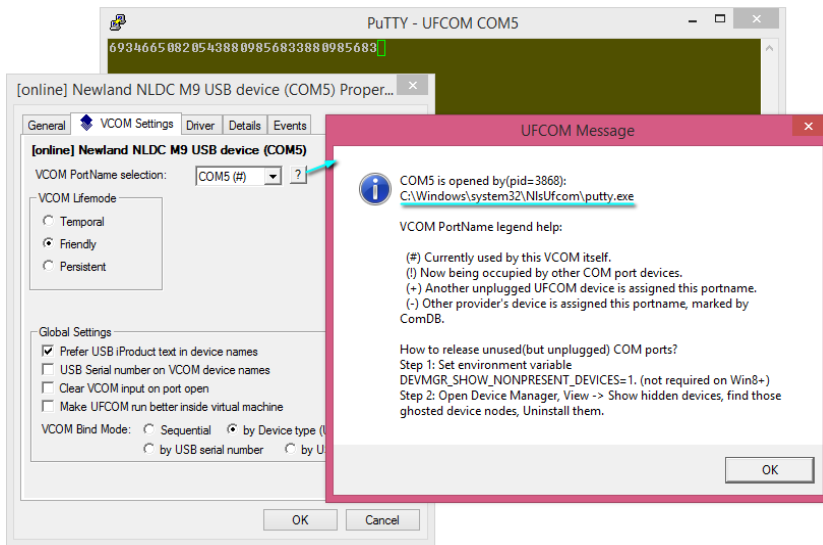 PuTTY - UFCOM COM5
6934665082054388098568338809​85683
[online] Newland NLDC M9 USB device (COM5) Proper...
General VCOM Settings Driver Details Events
[online] Newland NLDC M9 USB device (COM5)
VCOM PortName selection: COM5 (#) ?
VCOM Lifemode
Temporal
Friendly
Persistent
Global Settings
Prefer USB iProduct text in device names
USB Serial number on VCOM device names
Clear VCOM input on port open
Make UFCOM run better inside virtual machine
VCOM Bind Mode: Sequential by Device type (
by USB serial number by U
OK Cancel
UFCOM Message
COM5 is opened by(pid=3868):
C:\Windows\system32\NlsUfcom\putty.exe
VCOM PortName legend help:
(#) Currently used by this VCOM itself.
(!) Now being occupied by other COM port devices.
(+) Another unplugged UFCOM device is assigned this portname.
(-) Other provider's device is assigned this portname, marked by
ComDB.
How to release unused(but unplugged) COM ports?
Step 1: Set environment variable
DEVMGR_SHOW_NONPRESENT_DEVICES=1. (not required on Win8+)
Step 2: Open Device Manager, View -> Show hidden devices, find those
ghosted device nodes, Uninstall them.
OK